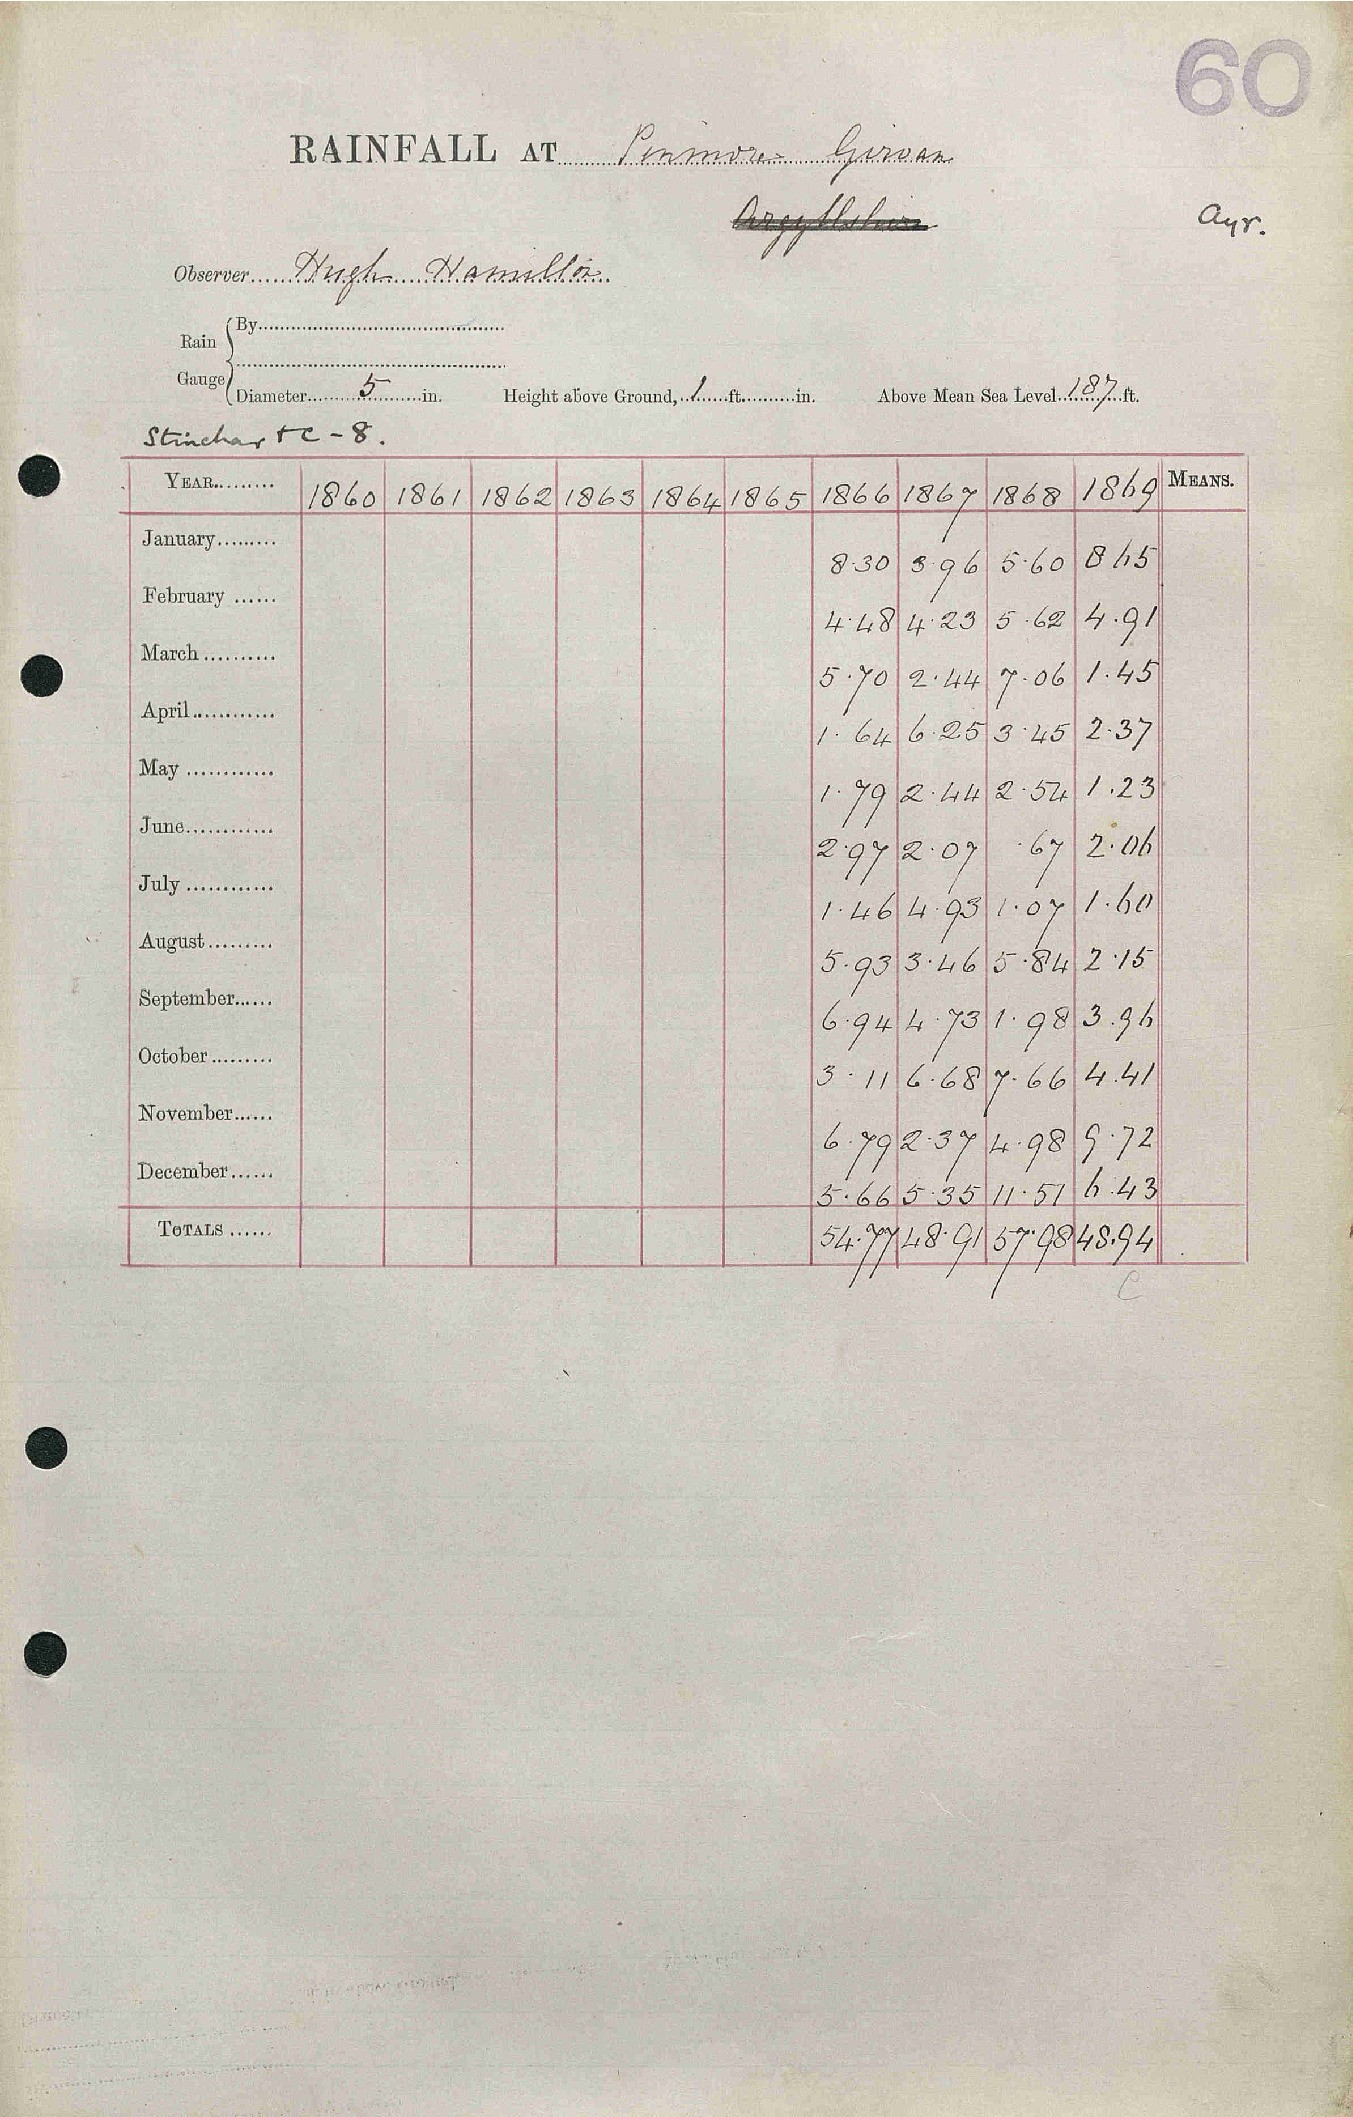 60
RAINFALL AT Pinmore Girvan
Argyllshire
Ayr.
Observer Hugh Hamilton
Rain Gauge { By
Diameter 5 in. Height above Ground, 1 ft. in. Above Mean Sea Level 187 ft.
Stinchar + C - 8.
YEAR 1860 1861 1862 1863 1864 1865 1866 1867 1868 1869 MEANS.
January 8.30 3.96 5.60 8.65
February 4.48 4.23 5.62 4.91
March 5.70 2.44 7.06 1.45
April 1.64 6.25 3.45 2.37
May 1.79 2.44 2.54 1.23
June 2.97 2.07 .67 2.06
July 1.46 4.93 1.07 1.60
August 5.93 3.46 5.84 2.15
September 6.94 4.73 1.98 3.96
October 3.11 6.68 7.66 4.41
November 6.79 2.37 4.98 9.72
December 5.66 5.35 11.51 6.43
TOTALS 54.77 48.91 57.98 48.94
C